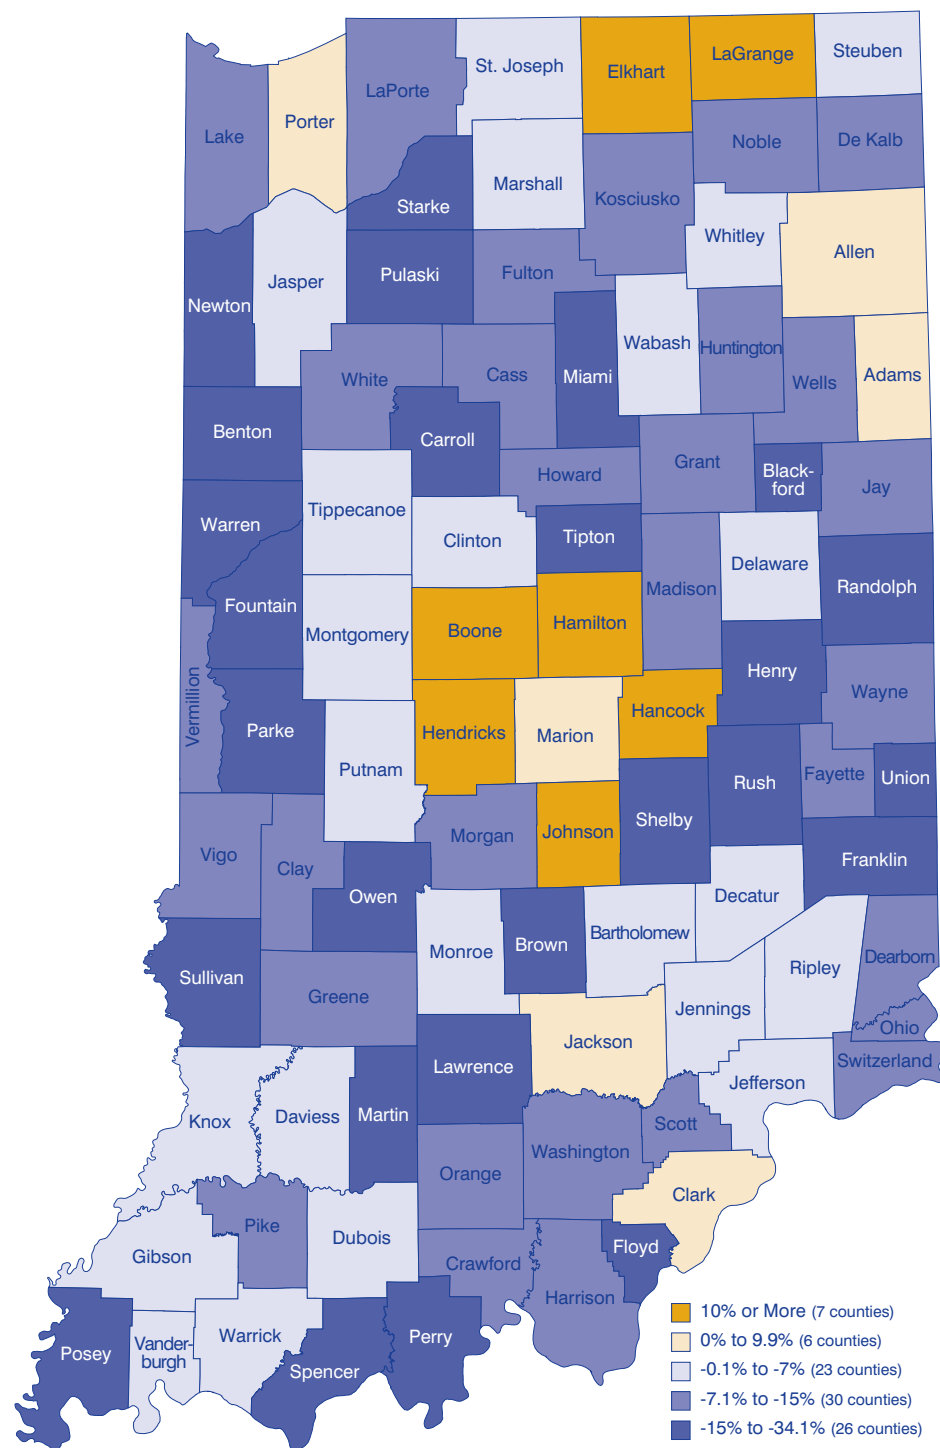 St. Joseph
Elkhart
LaGrange
Steuben
LaPorte
Porter
Lake
Noble
De Kalb
Marshall
Kosciusko
Starke
Whitley
Allen
Jasper
Pulaski
Fulton
Newton
Wabash
Huntington
White
Cass
Miami
Wells
Adams
Benton
Carroll
Howard
Grant
Black-
ford
Jay
Tippecanoe
Warren
Clinton
Tipton
Delaware
Madison
Randolph
Fountain
Montgomery
Boone
Hamilton
Henry
Wayne
Vermillion
Parke
Hendricks
Marion
Hancock
Putnam
Rush
Fayette
Union
Morgan
Johnson
Shelby
Vigo
Clay
Franklin
Owen
Decatur
Monroe
Brown
Bartholomew
Dearborn
Ripley
Sullivan
Greene
Jennings
Ohio
Jackson
Lawrence
Switzerland
Jefferson
Knox
Daviess
Martin
Scott
Washington
Orange
Clark
Pike
Dubois
Floyd
Gibson
Crawford
Harrison
Posey
Vander-
burgh
Warrick
Spencer
Perry
10% or More (7 counties)
0% to 9.9% (6 counties)
-0.1% to -7% (23 counties)
-7.1% to -15% (30 counties)
-15% to -34.1% (26 counties)